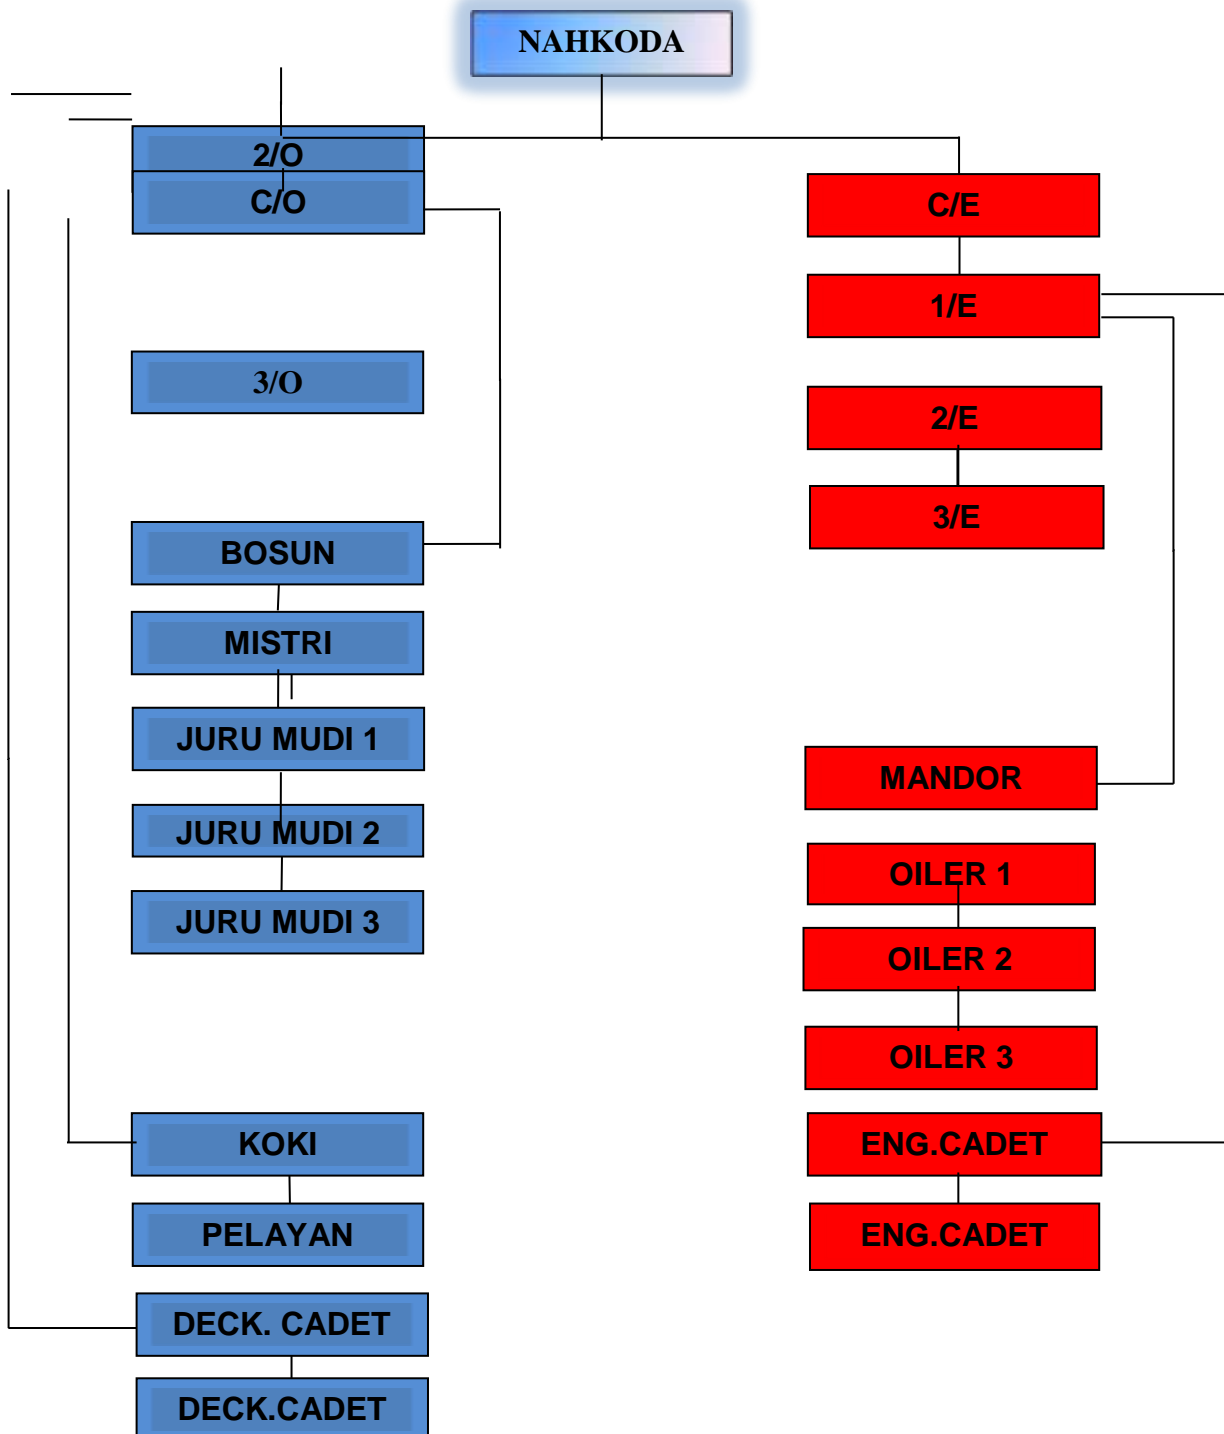 NAHKODA
2/O
C/O
3/O
BOSUN
MISTRI
JURU MUDI 1
JURU MUDI 2
JURU MUDI 3
KOKI
PELAYAN
DECK. CADET
DECK.CADET
C/E
1/E
2/E
3/E
MANDOR
OILER 1
OILER 2
OILER 3
ENG.CADET
ENG.CADET